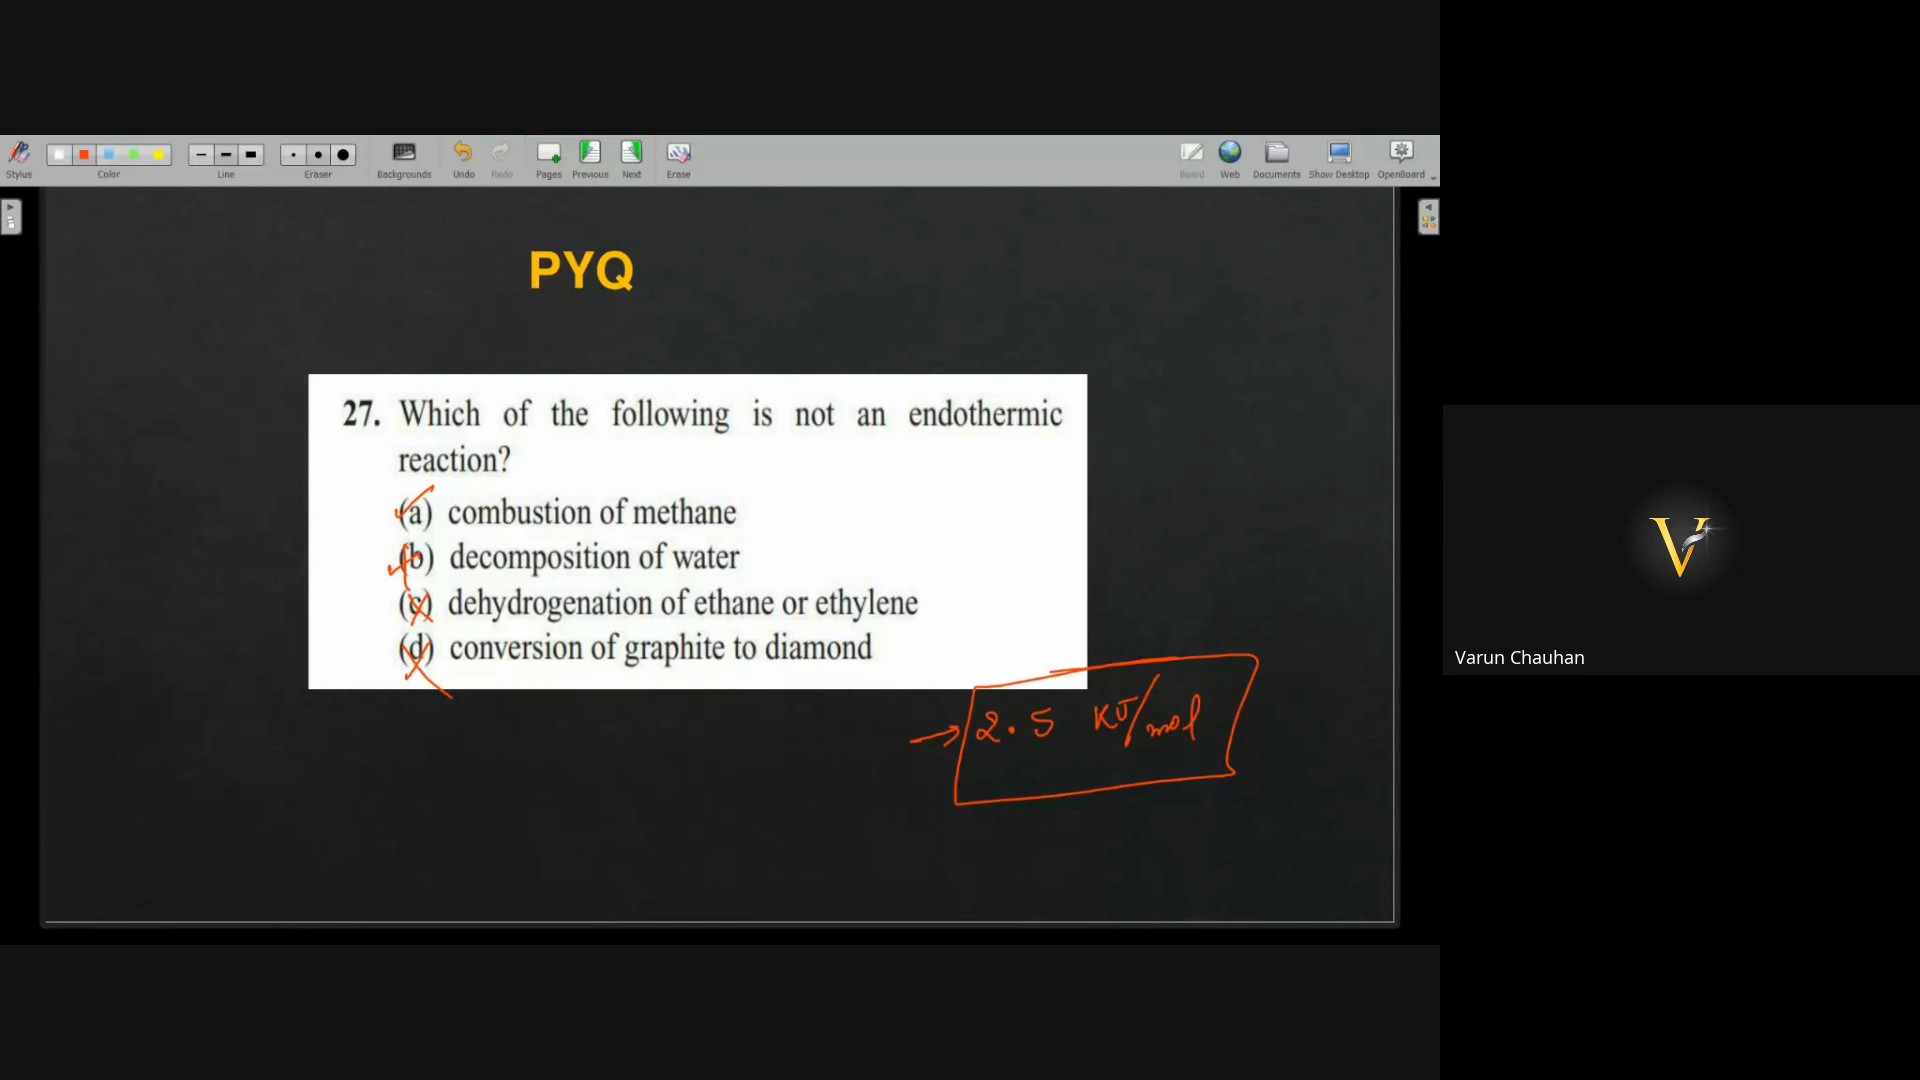 Stylus
Color
Line
Eraser
Backgrounds
Undo
Redo
Pages
Previous
Next
Erase
Board
Web
Documents
Show Desktop
OpenBoard
PYQ
27. Which of the following is not an endothermic
reaction?
(a) combustion of methane
(b) decomposition of water
(c) dehydrogenation of ethane or ethylene
(d) conversion of graphite to diamond
→ 2.5 KJ/mol
V
Varun Chauhan